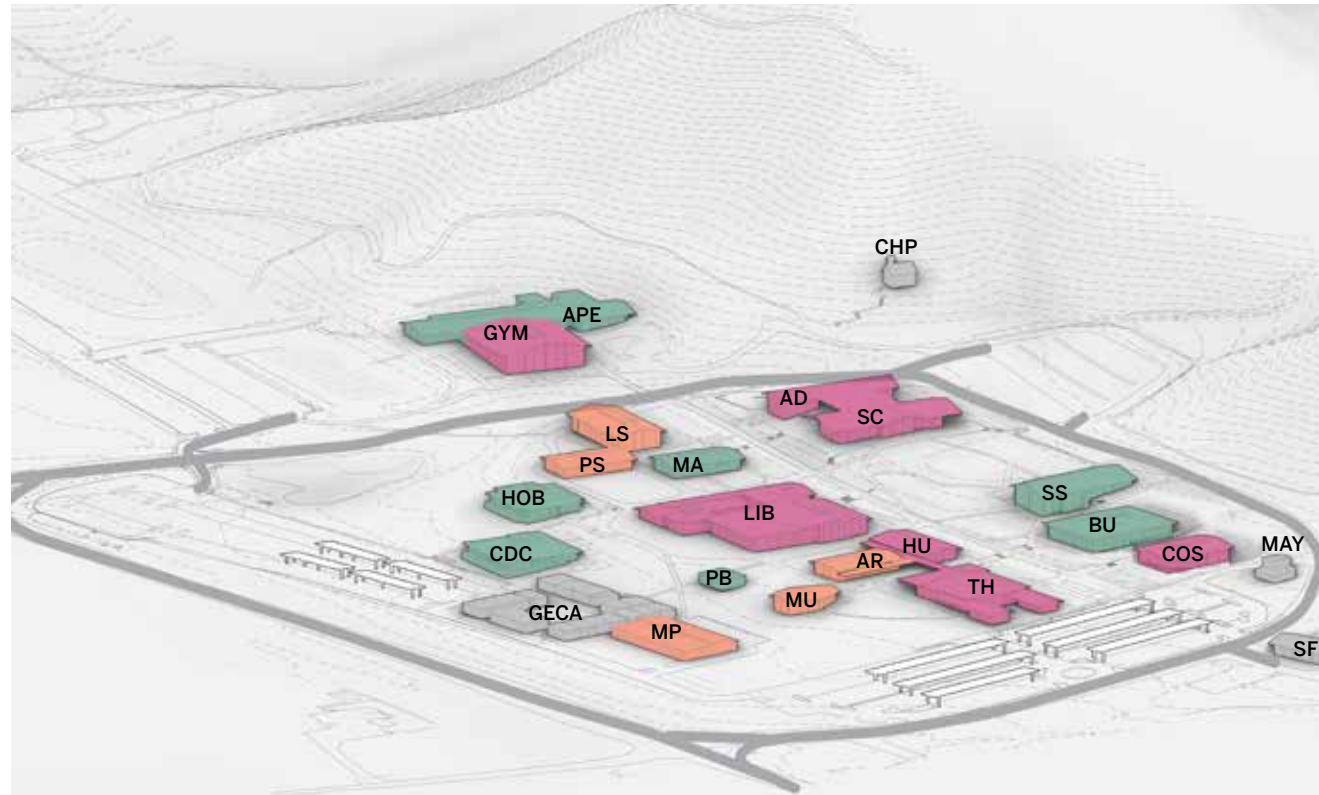 CHP
APE
GYM
AD
SC
LS
PS
MA
HOB
SS
LIB
BU
CDC
HU
COS
MAY
AR
PB
TH
MU
GECA
MP
SF